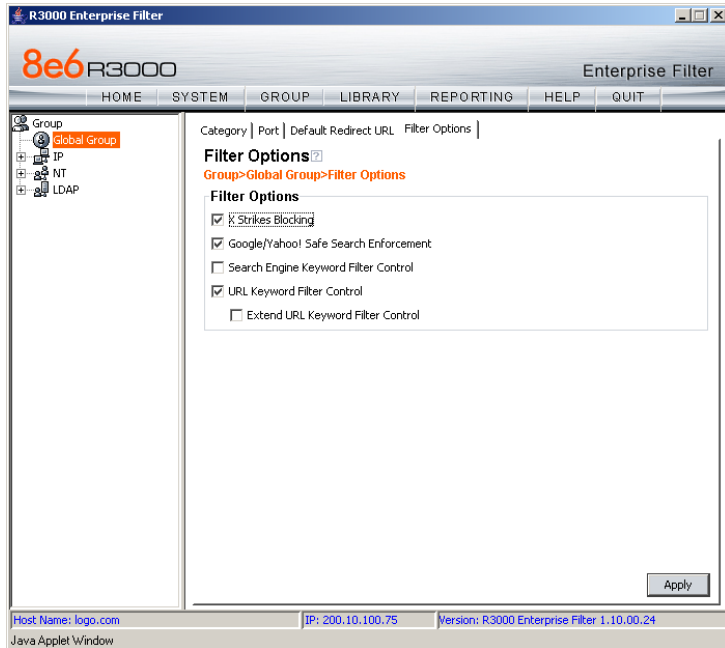 R3000 Enterprise Filter
8e6 R3000
Enterprise Filter
HOME SYSTEM GROUP LIBRARY REPORTING HELP QUIT
Group
Global Group
IP
NT
LDAP
Category Port Default Redirect URL Filter Options
Filter Options ?
Group>Global Group>Filter Options
Filter Options
X Strikes Blocking
Google/Yahoo! Safe Search Enforcement
Search Engine Keyword Filter Control
URL Keyword Filter Control
Extend URL Keyword Filter Control
Apply
Host Name: logo.com IP: 200.10.100.75 Version: R3000 Enterprise Filter 1.10.00.24
Java Applet Window